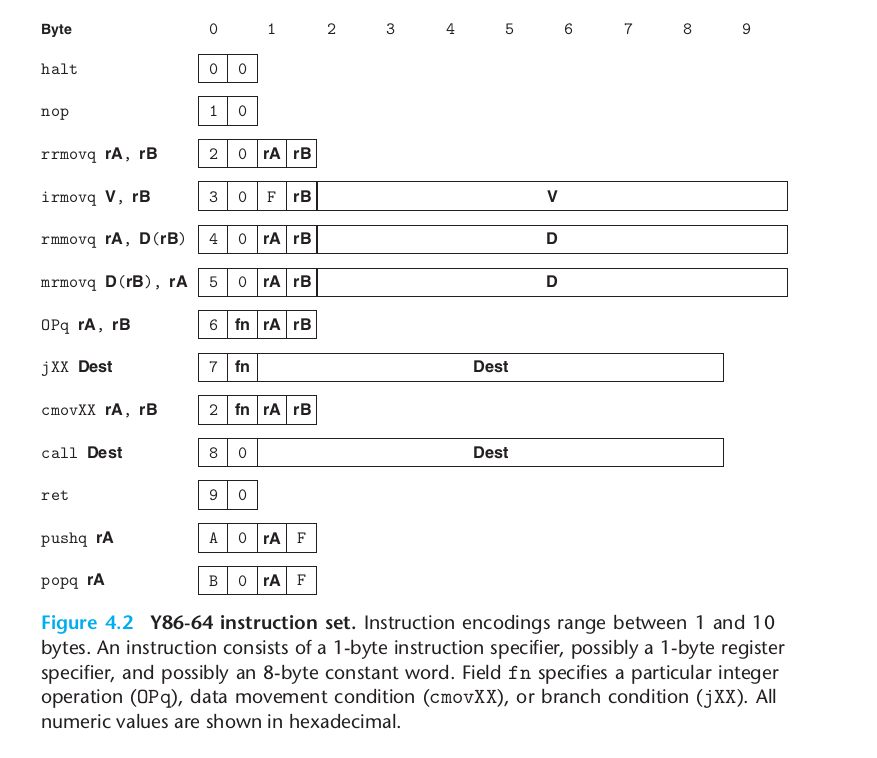 Byte 0 1 2 3 4 5 6 7 8 9
halt 0 0
nop 1 0
rrmovq rA, rB 2 0 rA rB
irmovq V, rB 3 0 F rB V
rmmovq rA, D(rB) 4 0 rA rB D
mrmovq D(rB), rA 5 0 rA rB D
OPq rA, rB 6 fn rA rB
jXX Dest 7 fn Dest
cmovXX rA, rB 2 fn rA rB
call Dest 8 0 Dest
ret 9 0
pushq rA A 0 rA F
popq rA B 0 rA F
Figure 4.2 Y86-64 instruction set. Instruction encodings range between 1 and 10
bytes. An instruction consists of a 1-byte instruction specifier, possibly a 1-byte register
specifier, and possibly an 8-byte constant word. Field fn specifies a particular integer
operation (OPq), data movement condition (cmovXX), or branch condition (jXX). All
numeric values are shown in hexadecimal.